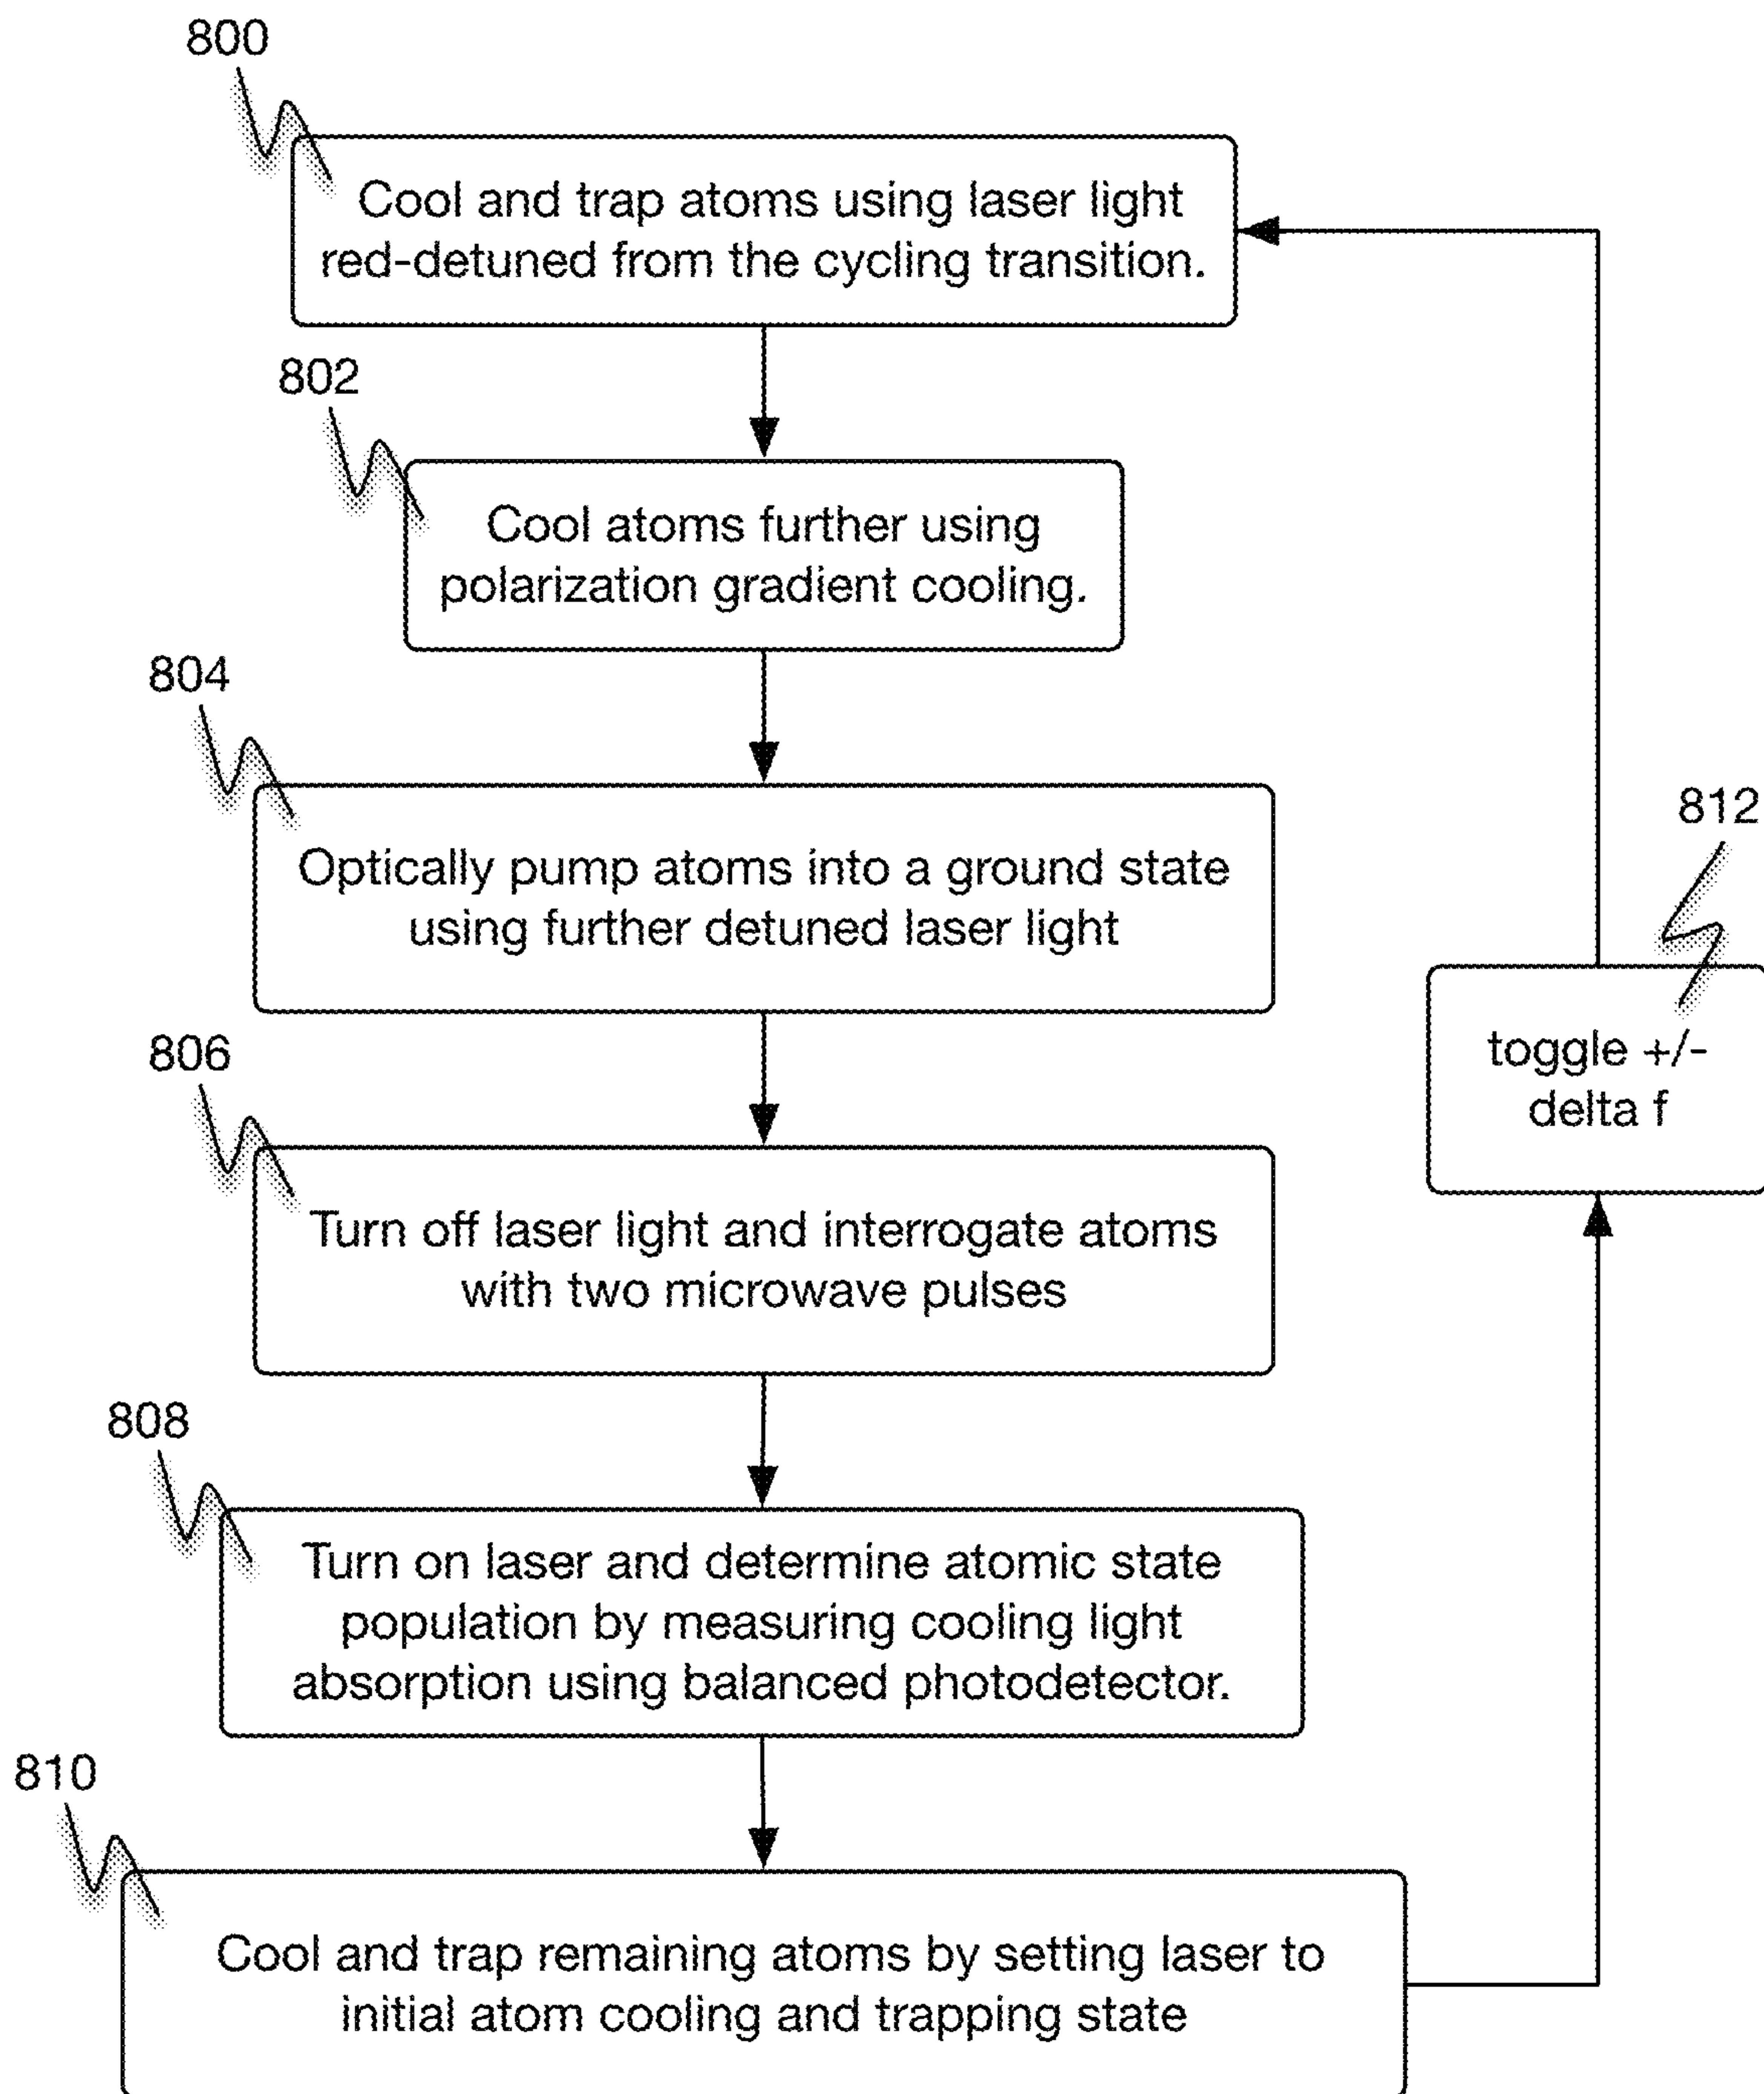 800
Cool and trap atoms using laser light
red-detuned from the cycling transition.
802
Cool atoms further using
polarization gradient cooling.
804
Optically pump atoms into a ground state
using further detuned laser light
812
toggle +/-
delta f
806
Turn off laser light and interrogate atoms
with two microwave pulses
808
Turn on laser and determine atomic state
population by measuring cooling light
absorption using balanced photodetector.
810
Cool and trap remaining atoms by setting laser to
initial atom cooling and trapping state